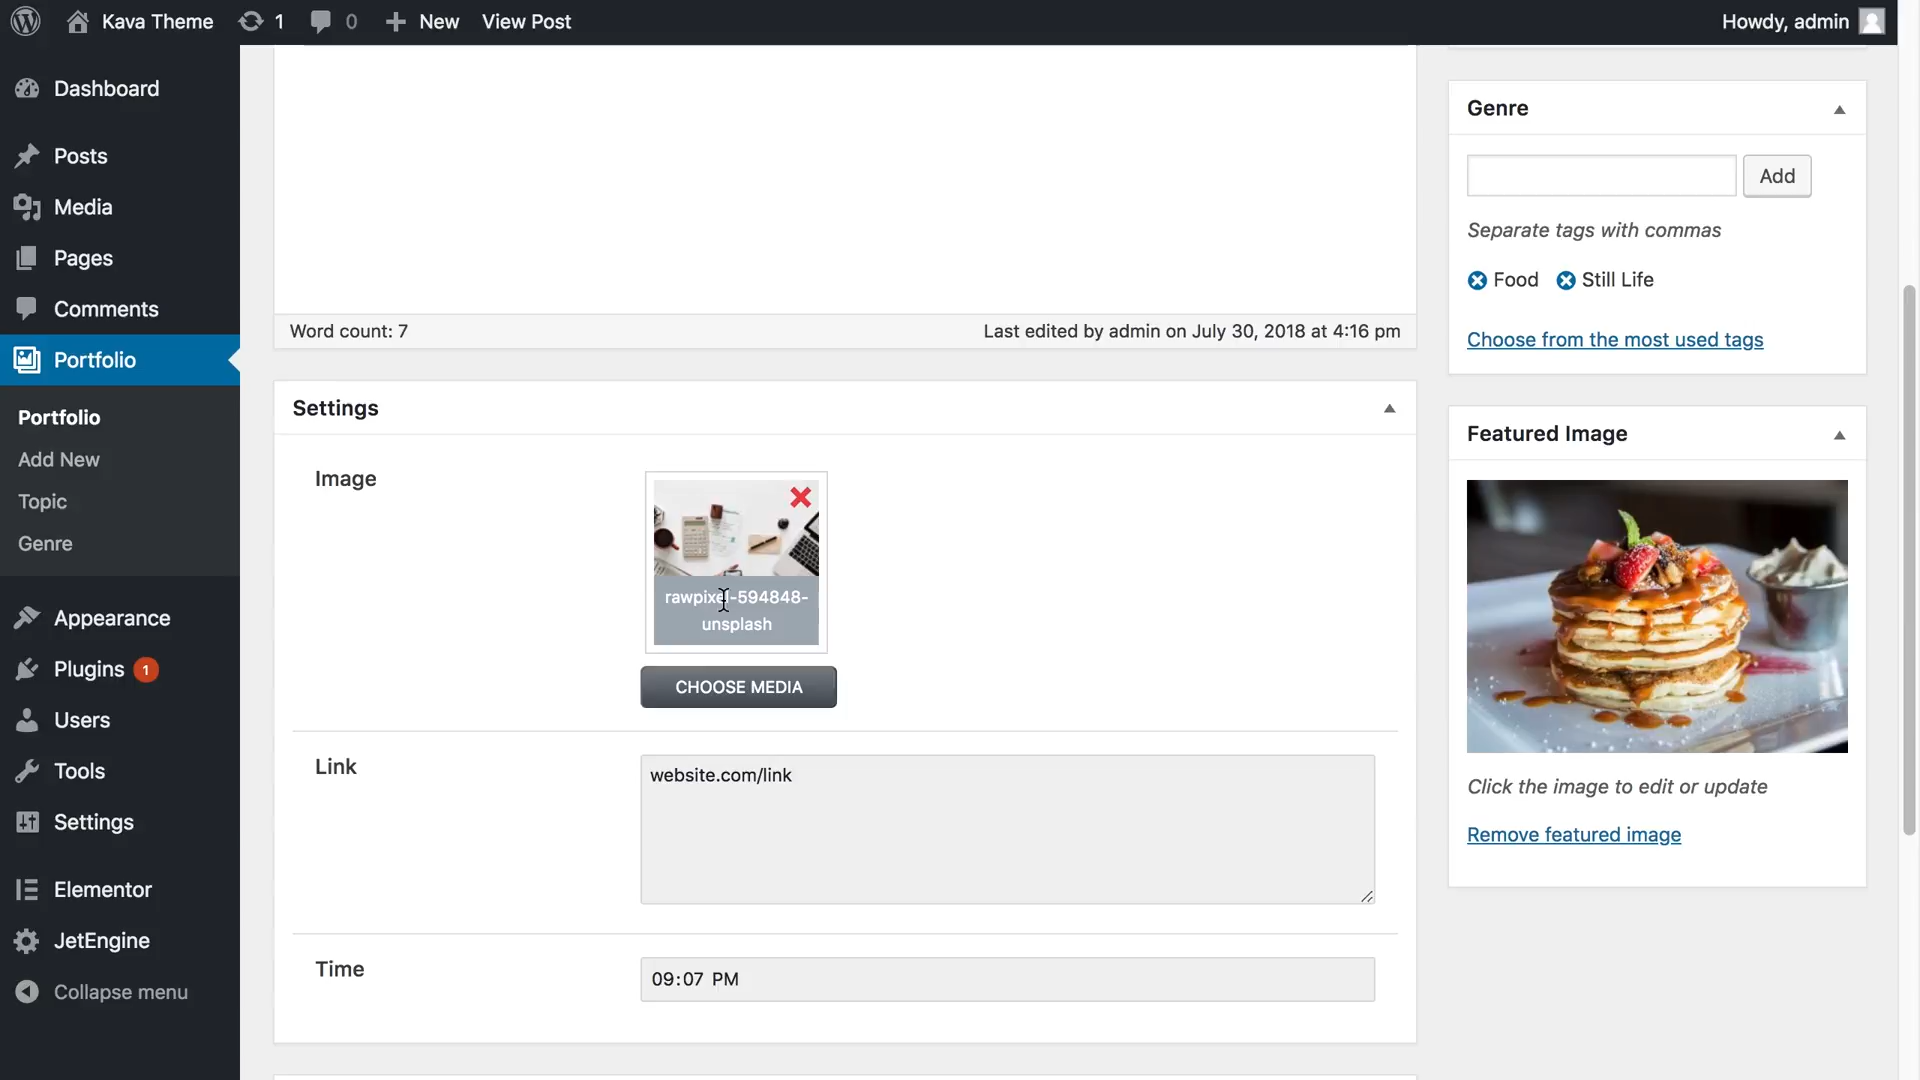 Kava Theme 1 0 New View Post Howdy, admin
Dashboard
Posts
Media
Pages
Comments
Portfolio
Portfolio
Add New
Topic
Genre
Appearance
Plugins 1
Users
Tools
Settings
Elementor
JetEngine
Collapse menu
Word count: 7 Last edited by admin on July 30, 2018 at 4:16 pm
Settings
Image
rawpixel-594848-
unsplash
CHOOSE MEDIA
Link
website.com/link
Time
09:07 PM
Genre
Add
Separate tags with commas
Food Still Life
Choose from the most used tags
Featured Image
Click the image to edit or update
Remove featured image